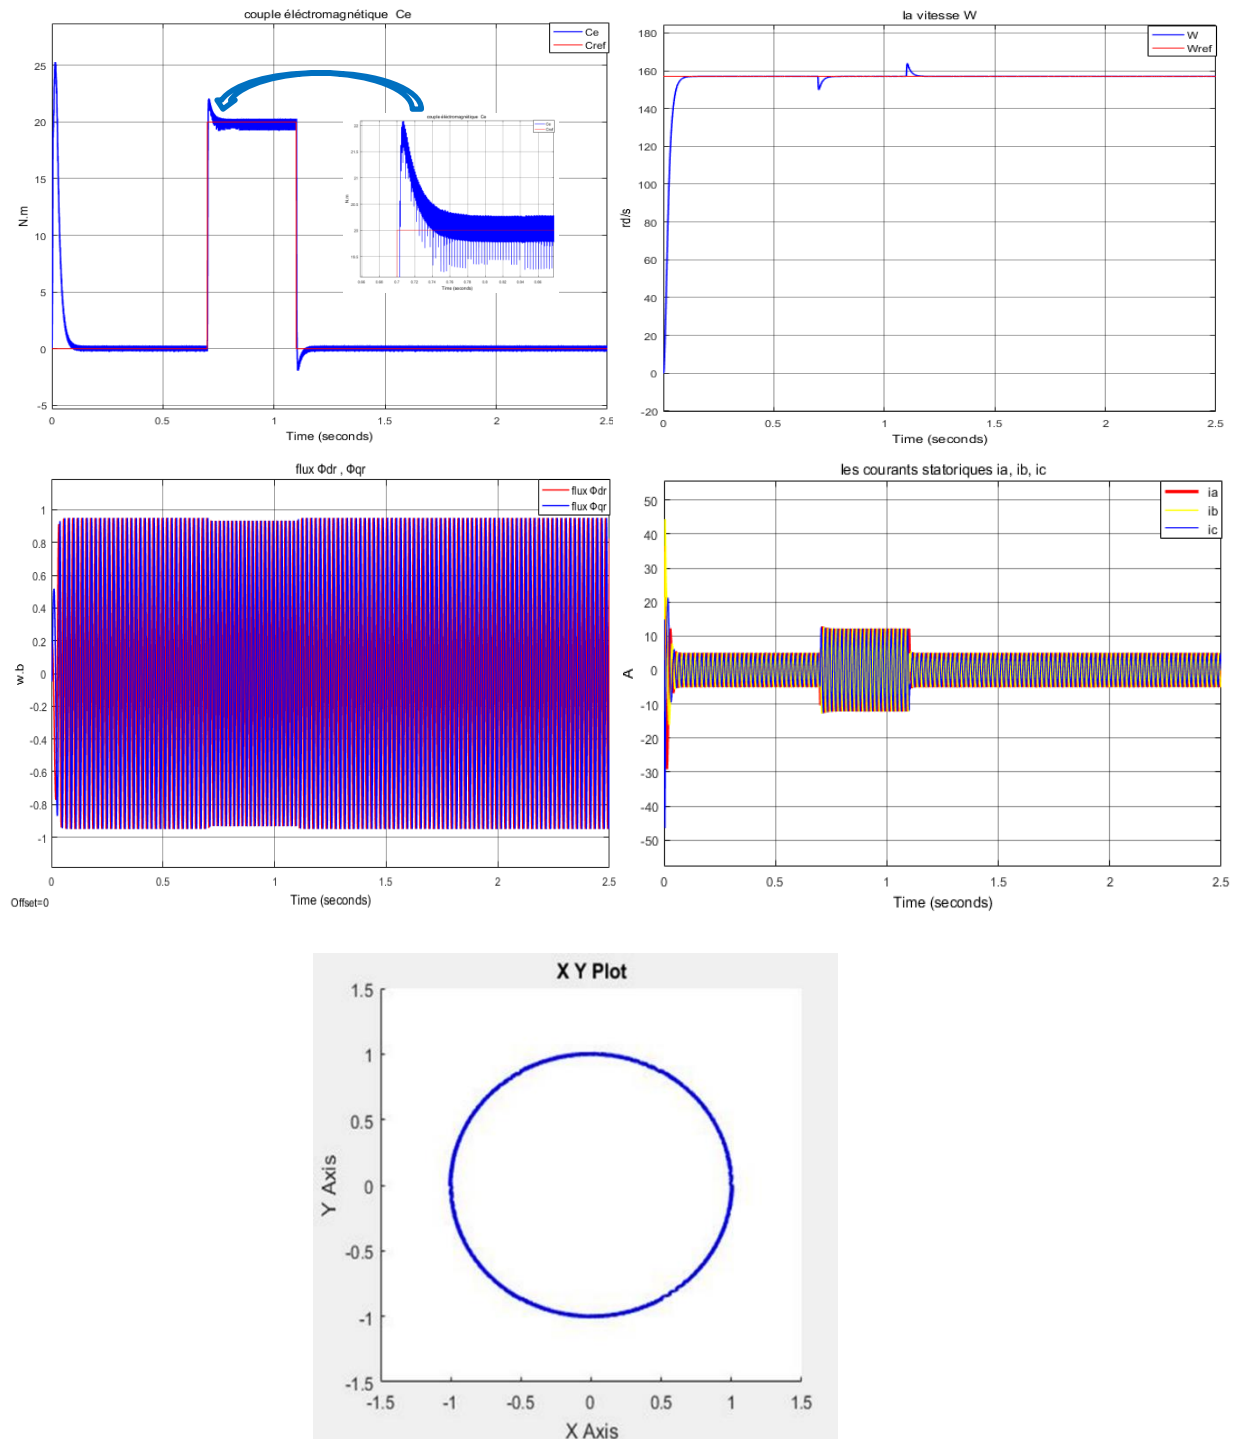 couple éléctromagnétique Ce
Ce
Cref
25
20
15
10
5
0
-5
N.m
0
0.5
1
1.5
2
2.5
Time (seconds)
couple éléctromagnétique Ce
Ce
Cref
N.m
Time (seconds)
la vitesse W
W
Wref
180
160
140
120
100
80
60
40
20
0
-20
rd/s
0
0.5
1
1.5
2
2.5
Time (seconds)
flux Φdr , Φqr
flux Φdr
flux Φqr
1
0.8
0.6
0.4
0.2
0
-0.2
-0.4
-0.6
-0.8
-1
w.b
0
0.5
1
1.5
2
2.5
Time (seconds)
Offset=0
les courants statoriques ia, ib, ic
ia
ib
ic
50
40
30
20
10
0
-10
-20
-30
-40
-50
A
0
0.5
1
1.5
2
2.5
Time (seconds)
X Y Plot
1.5
1
0.5
0
-0.5
-1
-1.5
Y Axis
-1.5
-1
-0.5
0
0.5
1
1.5
X Axis